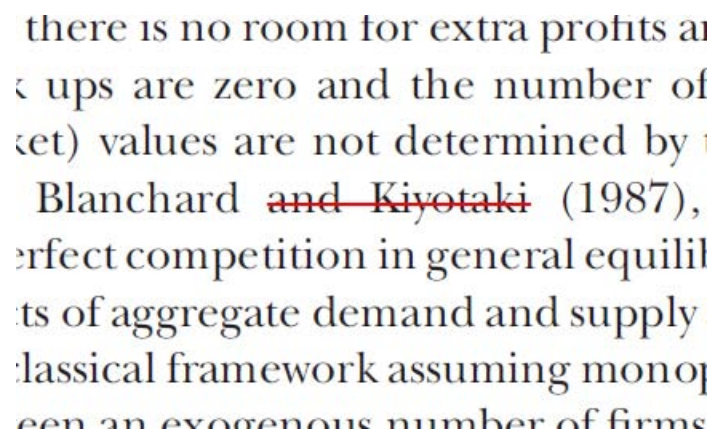 there is no room for extra profits
ups are zero and the number of
values are not determined by
Blanchard and Kiyotaki (1987),
competition in general
of aggregate demand and supply
framework assuming
an exogenous number of firms